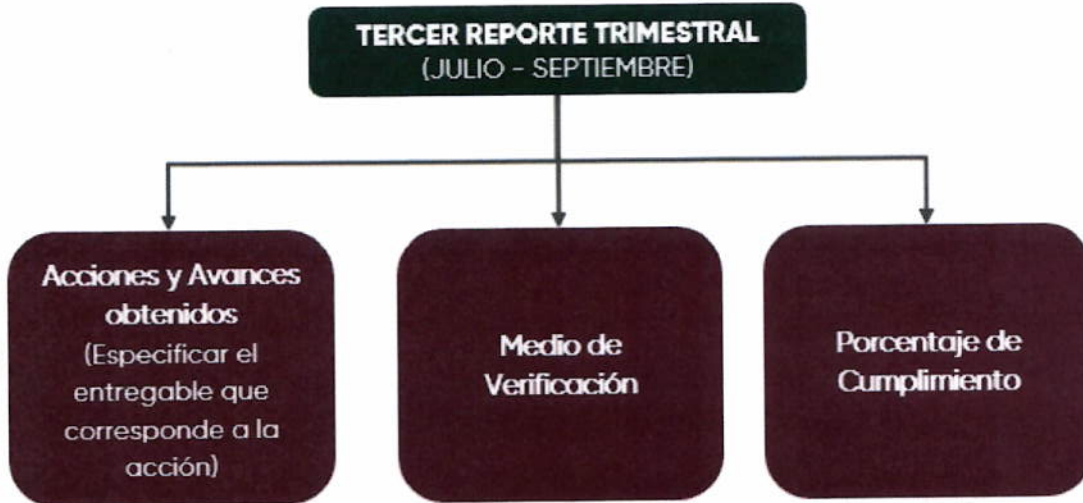 TERCER REPORTE TRIMESTRAL
(JULIO - SEPTIEMBRE)
Acciones y Avances
obtenidos
(Especificar el
entregable que
corresponde a la
acción)
Medio de
Verificación
Porcentaje de
Cumplimiento